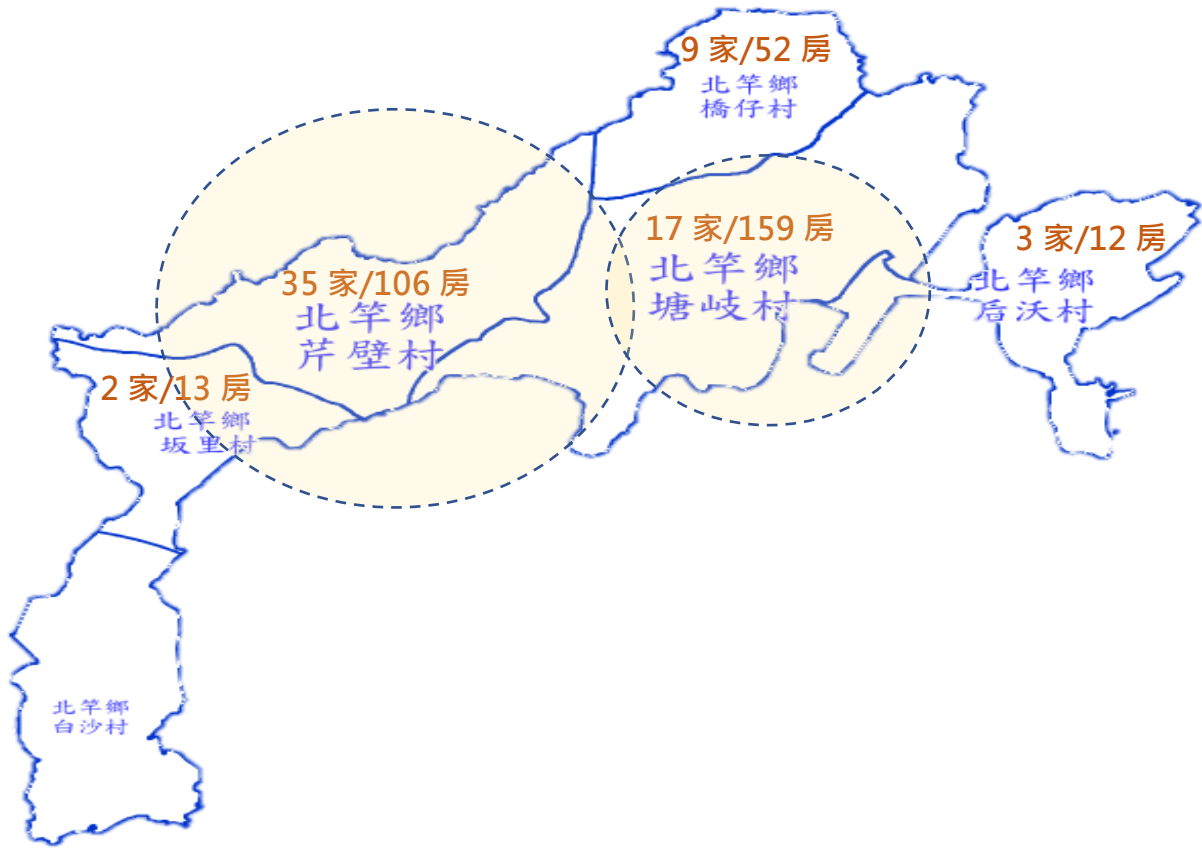 9 家/52 房
北竿鄉
橋仔村
17 家/159 房
北竿鄉
塘岐村
3 家/12 房
北竿鄉
后沃村
35 家/106 房
北竿鄉
芹壁村
2 家/13 房
北竿鄉
坂里村
北竿鄉
白沙村